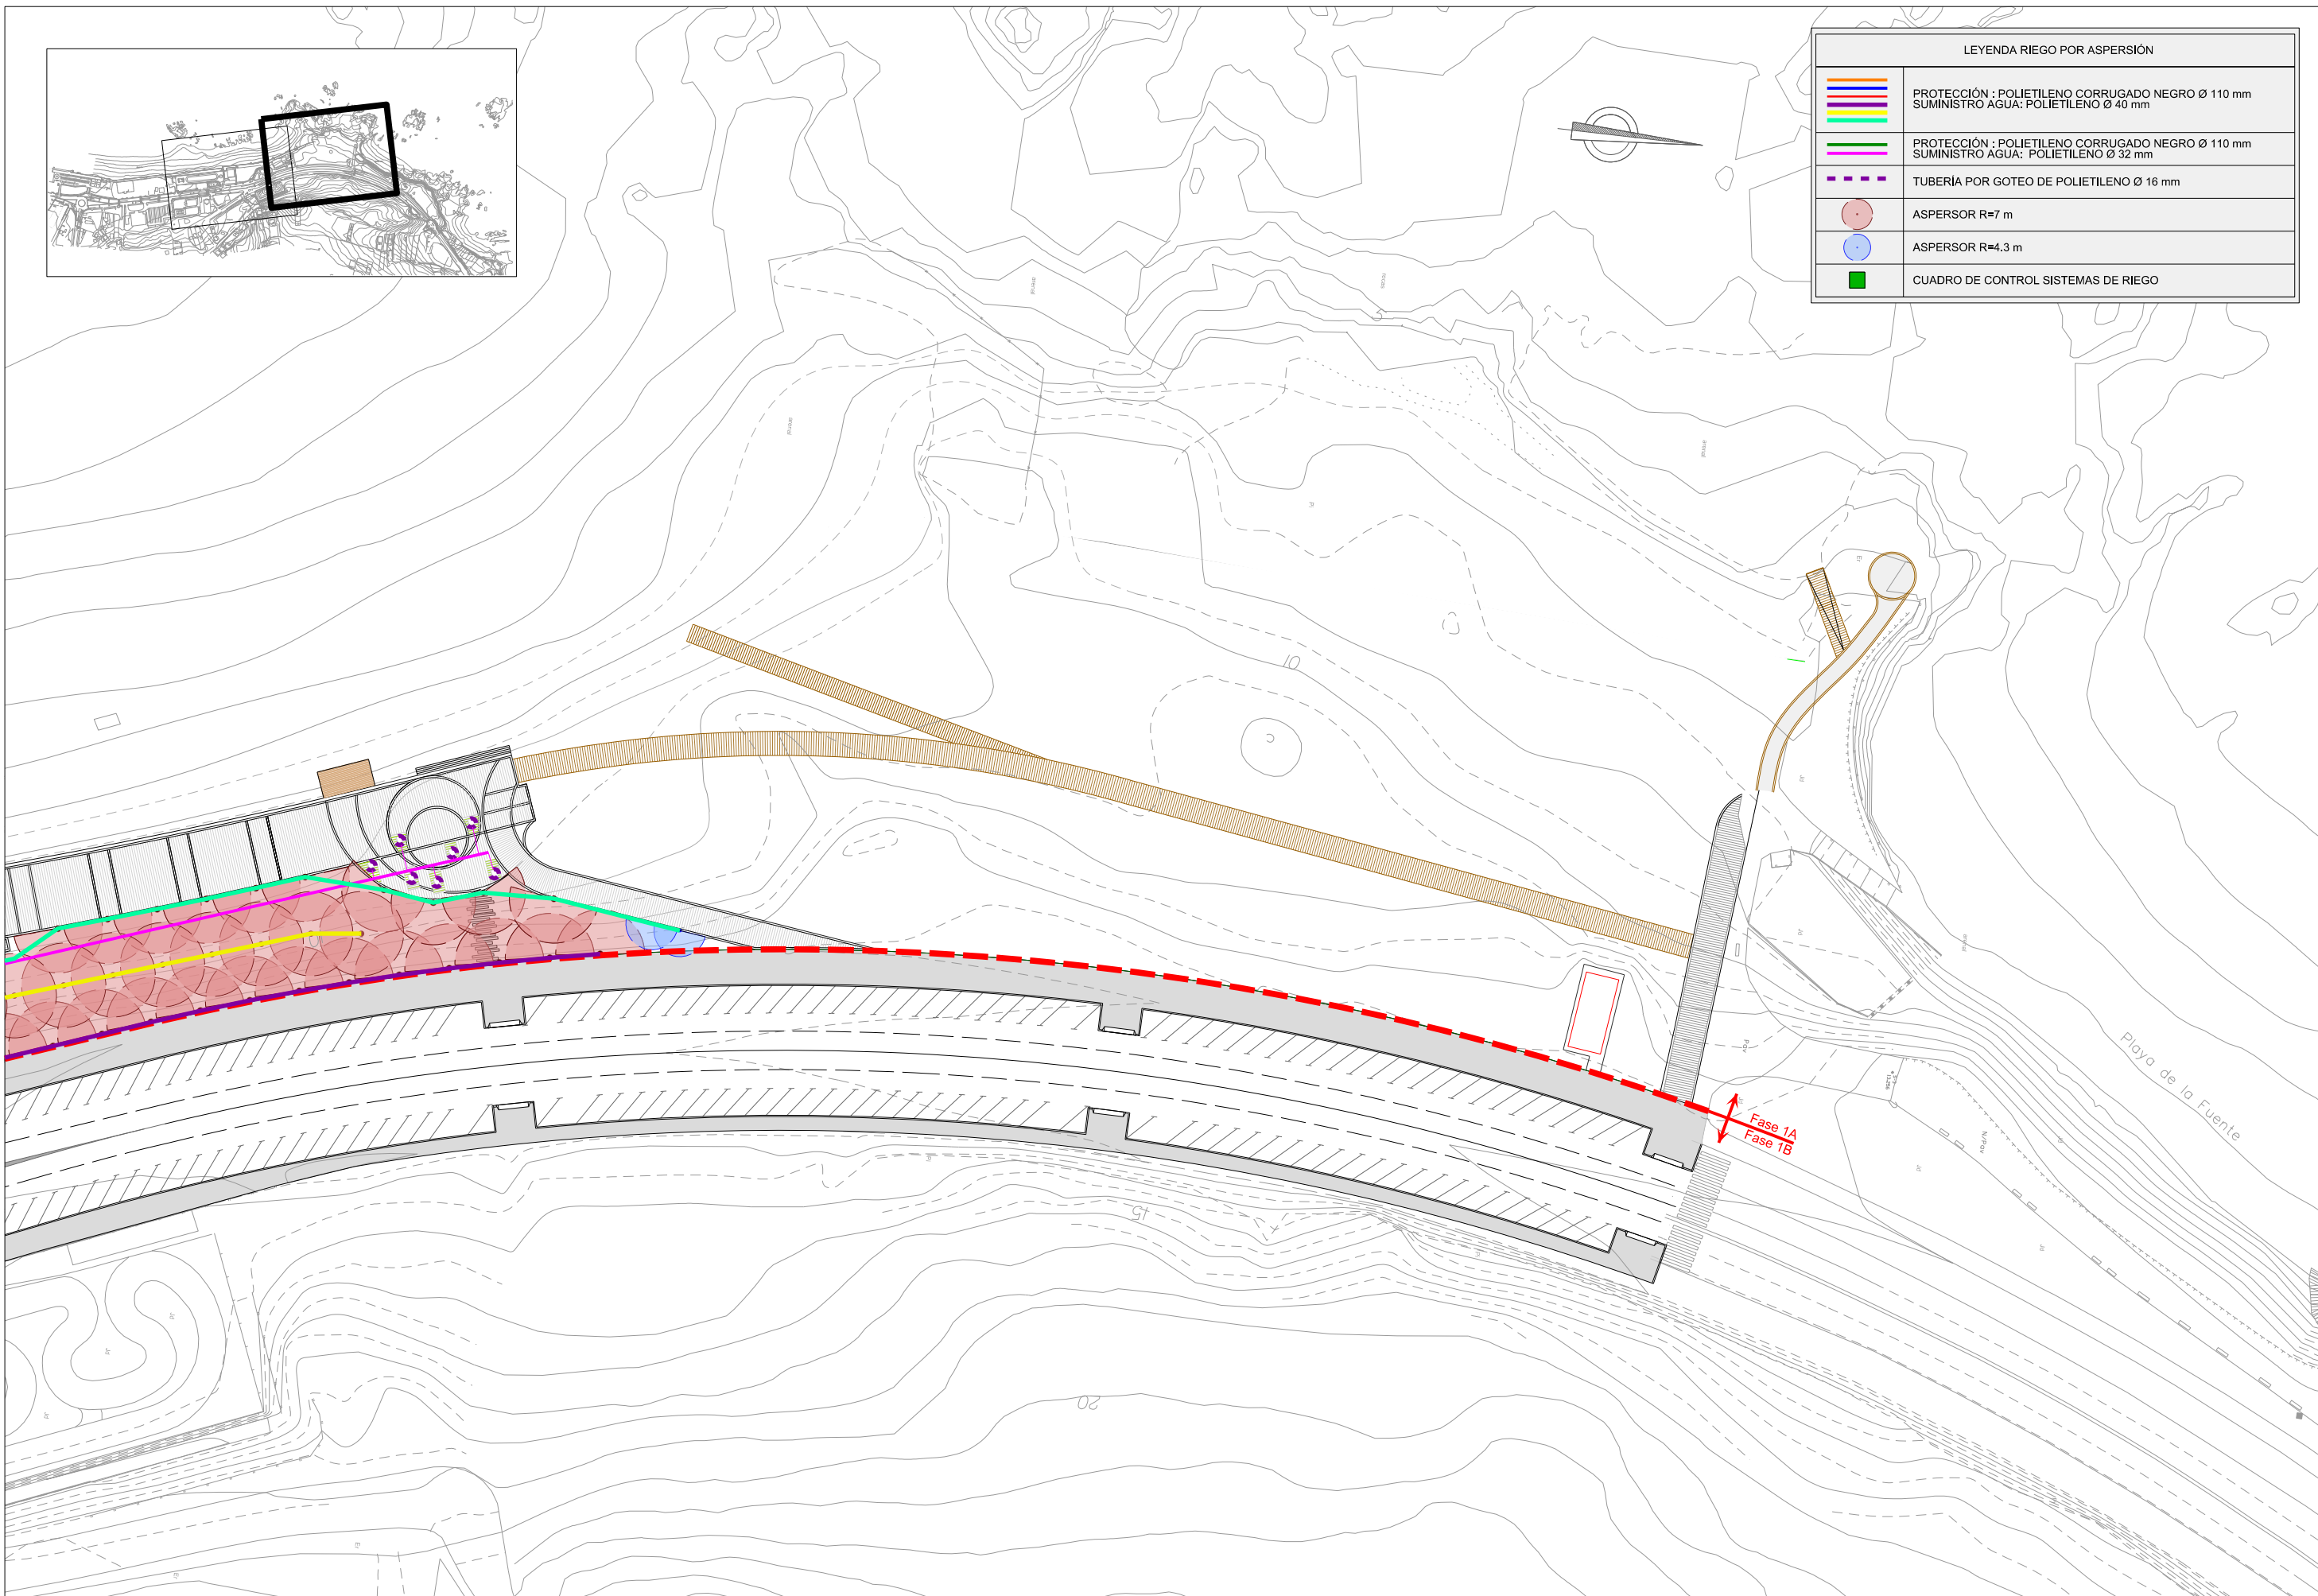 LEYENDA RIEGO POR ASPERSIÓN
PROTECCIÓN : POLIETILENO CORRUGADO NEGRO Ø 110 mm
SUMINISTRO AGUA: POLIETILENO Ø 40 mm
PROTECCIÓN : POLIETILENO CORRUGADO NEGRO Ø 110 mm
SUMINISTRO AGUA: POLIETILENO Ø 32 mm
TUBERÍA POR GOTEO DE POLIETILENO Ø 16 mm
ASPERSOR R=7 m
ASPERSOR R=4.3 m
CUADRO DE CONTROL SISTEMAS DE RIEGO
10
Playa de la Fuente
Pav
N/Pav
Fase 1A
Fase 1B
15
20